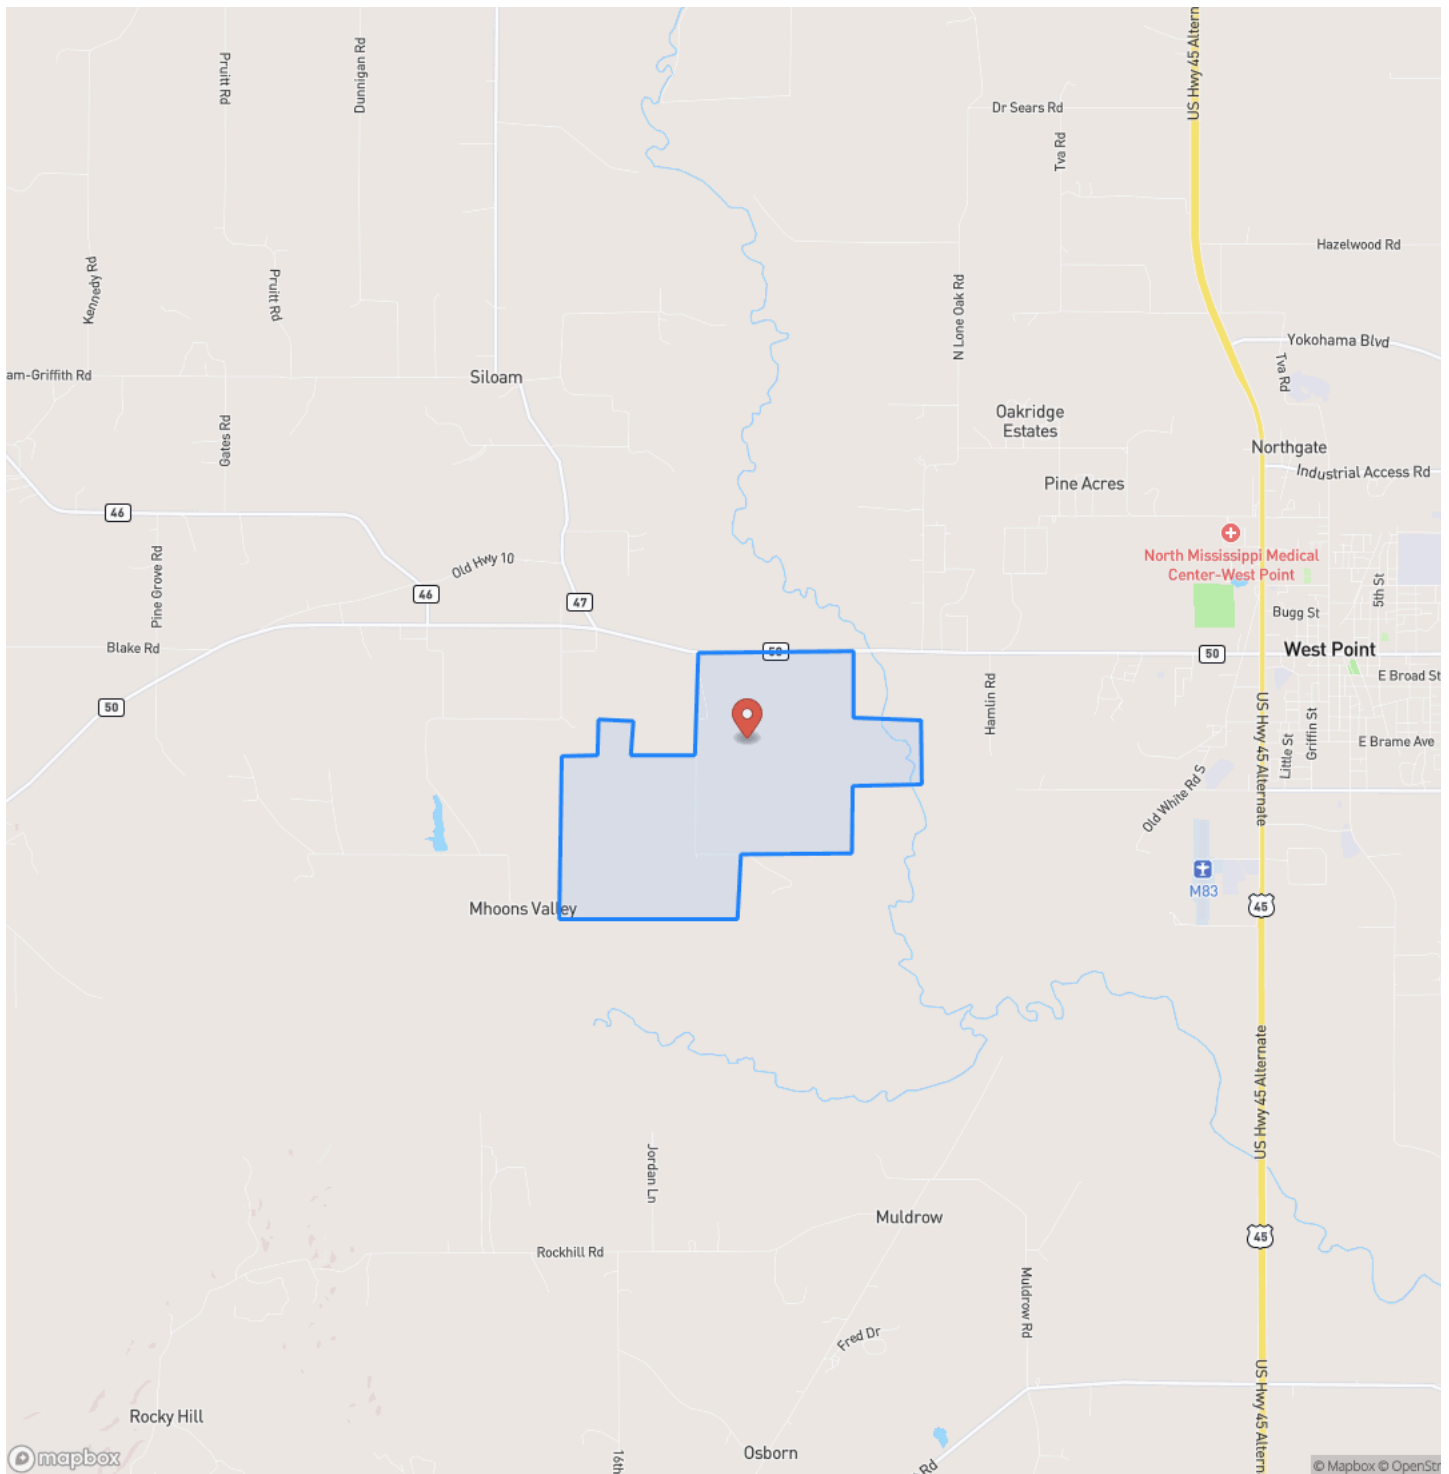 US Hwy 45 Altern
Pruitt Rd
Dunnigan Rd
Dr Sears Rd
Tva Rd
Hazelwood Rd
Kennedy Rd
Pruitt Rd
N Lone Oak Rd
Yokohama Blvd
Tva Rd
am-Griffith Rd
Siloam
Oakridge
Estates
Gates Rd
Northgate
Industrial Access Rd
Pine Acres
46
North Mississippi Medical
Center-West Point
Old Hwy 10
Pine Grove Rd
46
47
5th St
Bugg St
Blake Rd
50
50
West Point
E Broad St
50
Hamlin Rd
US Hwy 45 Alternate
Little St
Griffin St
E Brame Ave
Old White Rd S
M83
Mhoons Valley
45
US Hwy 45 Alternate
Jordan Ln
Muldrow
45
Rockhill Rd
Muldrow Rd
Fred Dr
US Hwy 45 Altern
Rocky Hill
Osborn
16th
Rd
mapbox
© Mapbox © OpenStr